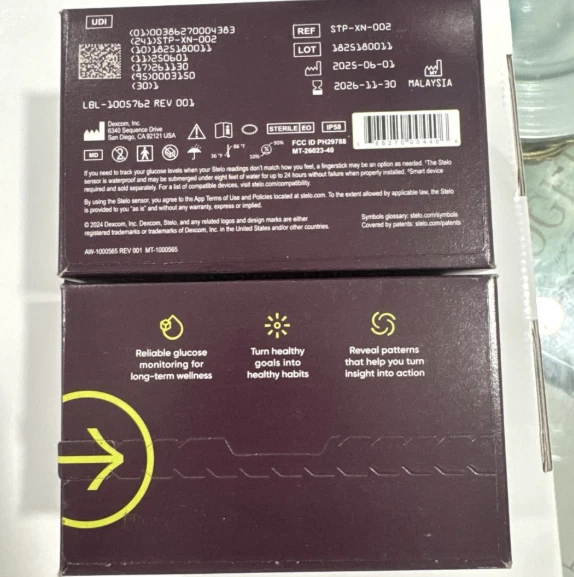 UDI
(01)00386270004383
(241)STP-XN-002
(10)1825180011
(11)250601
(17)261130
(95)0003150
(30)1
LBL-1005762 REV 001
REF STP-XN-002
LOT 1825180011
2025-06-01
2026-11-30 MALAYSIA
Dexcom, Inc.
6340 Sequence Drive
San Diego, CA 92121 USA
STERILE EO IP58
MD
36 °F 86 °F
10% 90%
FCC ID PH29788
MT-26023-40
If you need to track your glucose levels when your Stelo readings don't match how you feel, a fingerstick may be an option as needed. *The Stelo
sensor is waterproof and may be submerged under eight feet of water for up to 24 hours without failure when properly installed. †Smart device
required and sold separately. For a list of compatible devices, visit stelo.com/compatibility.
By using the Stelo sensor, you agree to the App Terms of Use and Policies located at stelo.com. To the extent allowed by applicable law, the Stelo
is provided to you "as is" and without any warranty, express or implied.
© 2024 Dexcom, Inc. Dexcom, Stelo, and any related logos and design marks are either
registered trademarks or trademarks of Dexcom, Inc. in the United States and/or other countries.
Symbols glossary: stelo.com/symbols
Covered by patents: stelo.com/patents
AW-1000565 REV 001 MT-1000565
Reliable glucose
monitoring for
long-term wellness
Turn healthy
goals into
healthy habits
Reveal patterns
that help you turn
insight into action